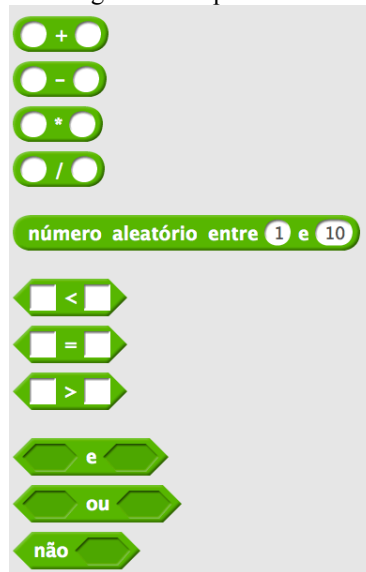 +
-
*
/
número aleatório entre 1 e 10
<
=
>
e
ou
não